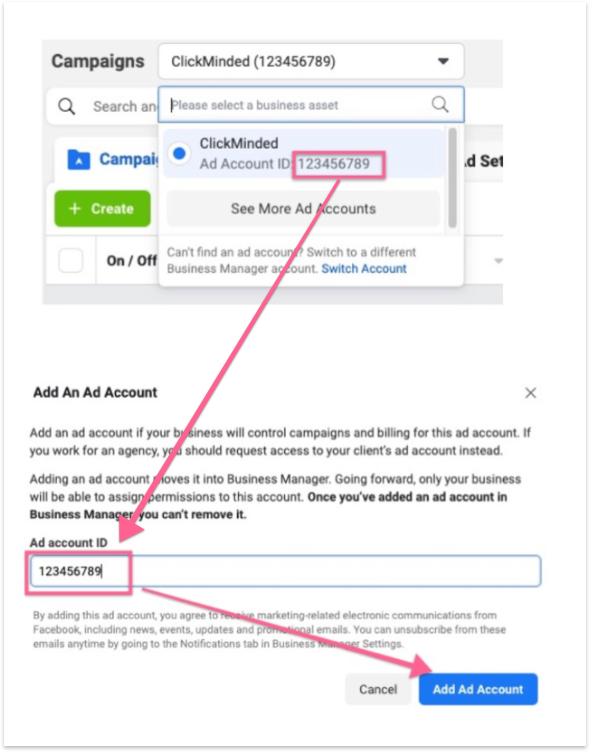 Campaigns ClickMinded (123456789)
Search an Please select a business asset
ClickMinded
Campai Ad Account ID: 123456789 d Set
+ Create See More Ad Accounts
Can't find an ad account? Switch to a different
On / Off Business Manager account. Switch Account
Add An Ad Account
Add an ad account if your business will control campaigns and billing for this ad account. If
you work for an agency, you should request access to your client's ad account instead.
Adding an ad account moves it into Business Manager. Going forward, only your business
will be able to assign permissions to this account. Once you've added an ad account in
Business Manager, you can't remove it.
Ad account ID
123456789
By adding this ad account, you agree to receive marketing-related electronic communications from
Facebook, including news, events, updates and promotional emails. You can unsubscribe from these
emails anytime by going to the Notifications tab in Business Manager Settings.
Cancel Add Ad Account